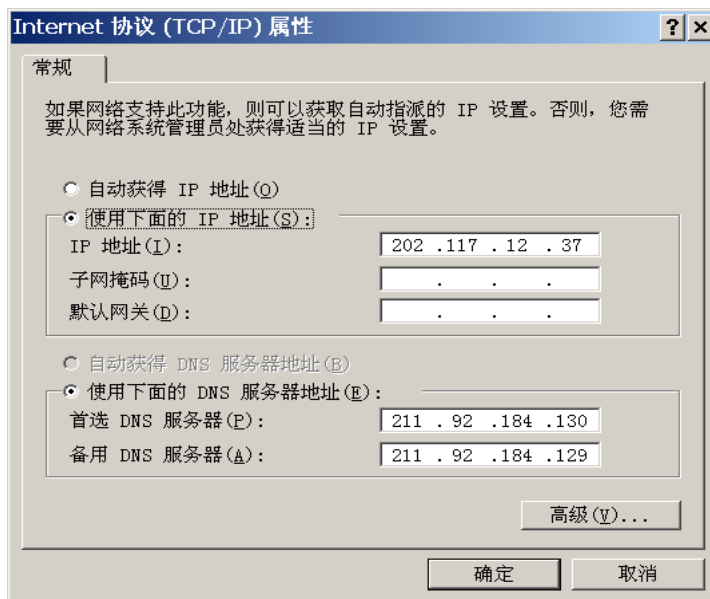 Internet 协议 (TCP/IP) 属性
常规
如果网络支持此功能，则可以获取自动指派的 IP 设置。否则，您需
要从网络系统管理员处获得适当的 IP 设置。
自动获得 IP 地址(O)
使用下面的 IP 地址(S):
IP 地址(I): 202 .117 . 12 . 37
子网掩码(U): . . .
默认网关(D): . . .
自动获得 DNS 服务器地址(B)
使用下面的 DNS 服务器地址(E):
首选 DNS 服务器(P): 211 . 92 .184 .130
备用 DNS 服务器(A): 211 . 92 .184 .129
高级(V)...
确定 取消